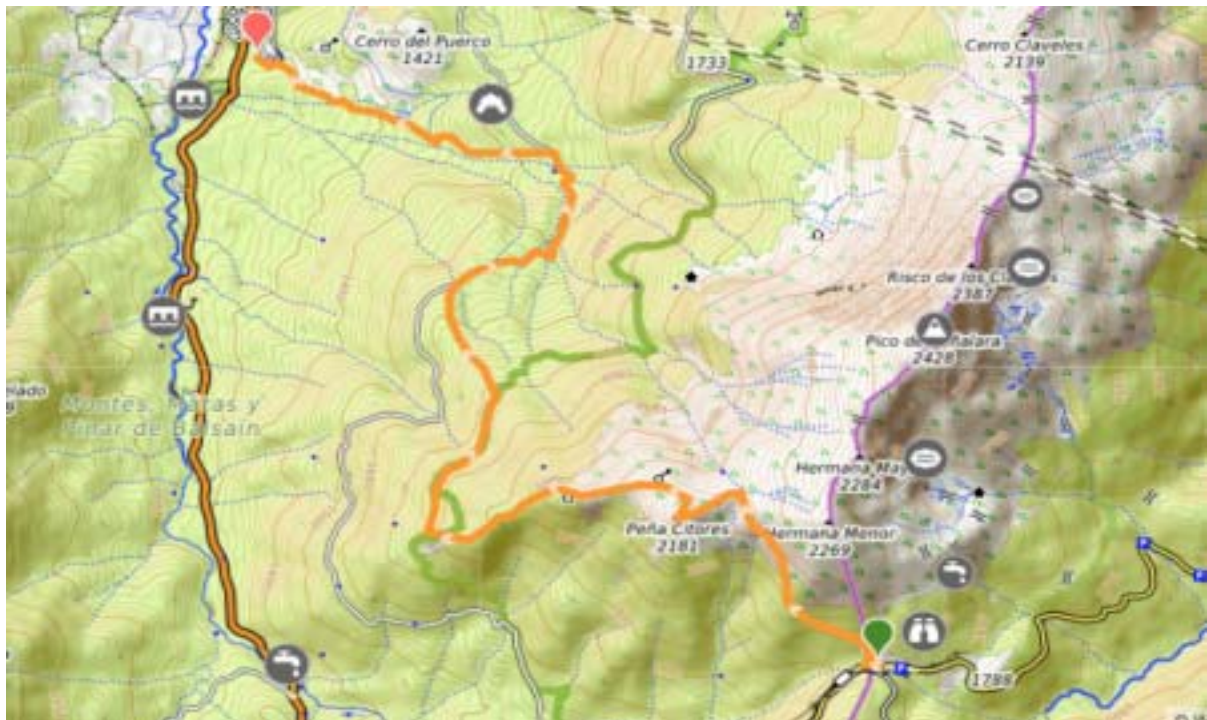 Cerro del Puerco
1421
1733
Cerro Claveles
2139
Risco de los
2387
Pico de
2428
Montes,
Pinar de Balsaín
Hermana
2284
Peña Citores
2181
Hermana Menor
2269
P
P
P
1788